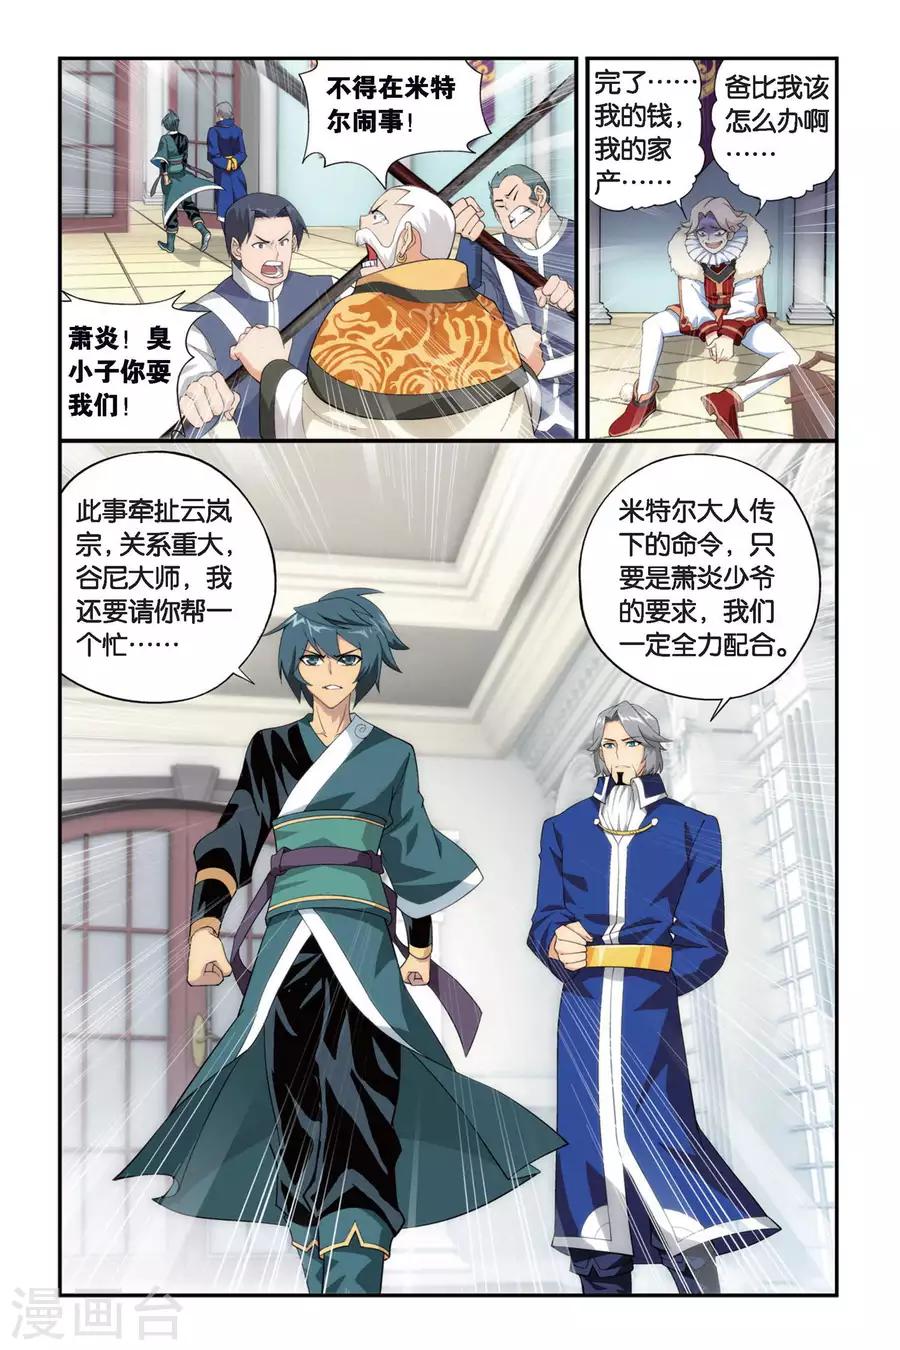 不得在米特
尔闹事！
萧炎！臭
小子你耍
我们！
完了……
我的钱，
我的家
产……
爸比我该
怎么办啊
……
此事牵扯云岚
宗，关系重大，
谷尼大师，我
还要请你帮一
个忙……
米特尔大人传
下的命令，只
要是萧炎少爷
的要求，我们
一定全力配合。
漫画台